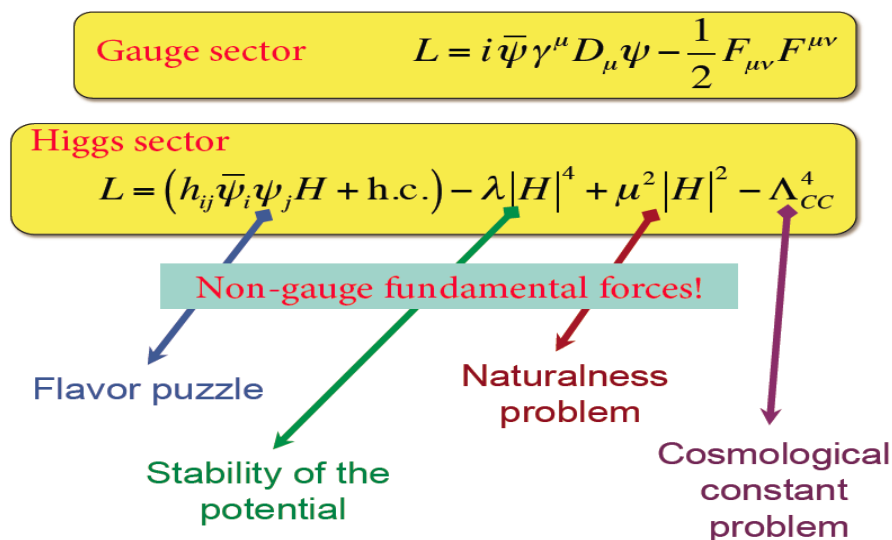 Gauge sector L = i ψ̄ γ^μ D_μ ψ − 1/2 F_μν F^μν
Higgs sector
L = (h_ij ψ̄_i ψ_j H + h.c.) − λ|H|^4 + μ^2 |H|^2 − Λ_CC^4
Non-gauge fundamental forces!
Flavor puzzle
Naturalness
problem
Stability of the
potential
Cosmological
constant
problem